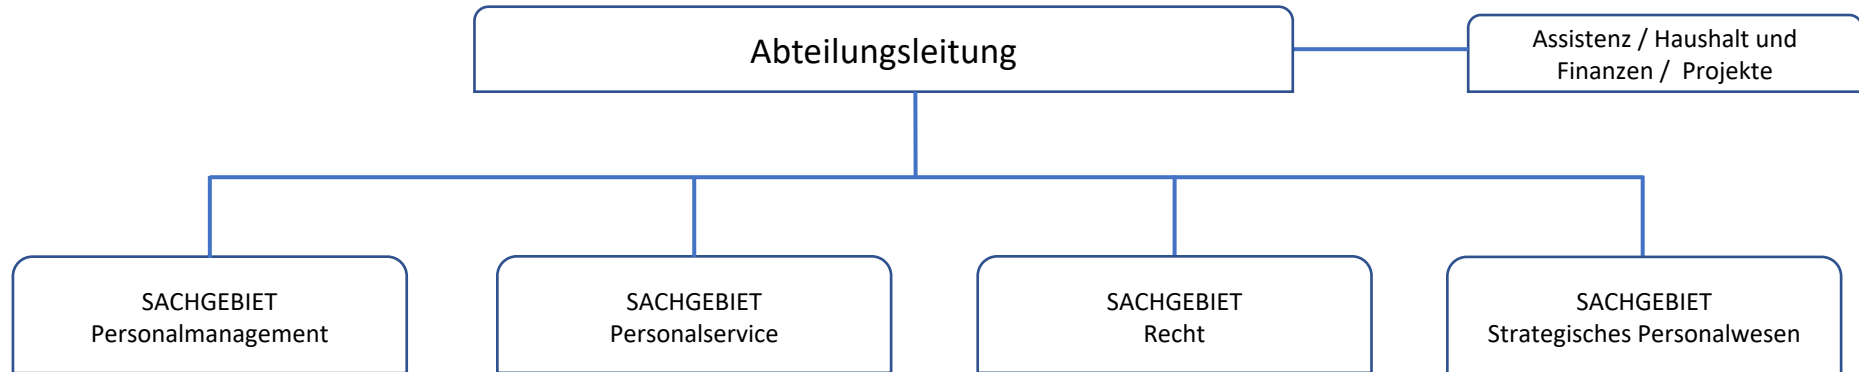 Abteilungsleitung
Assistenz / Haushalt und
Finanzen / Projekte
SACHGEBIET
Personalmanagement
SACHGEBIET
Personalservice
SACHGEBIET
Recht
SACHGEBIET
Strategisches Personalwesen